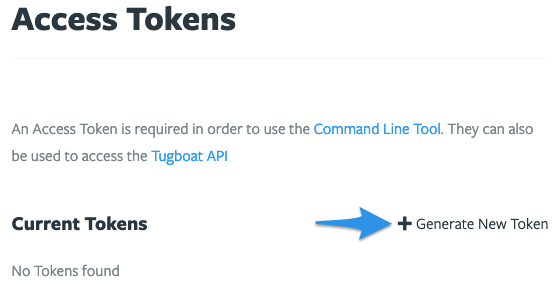 Access Tokens
An Access Token is required in order to use the Command Line Tool. They can also
be used to access the Tugboat API
Current Tokens
+ Generate New Token
No Tokens found